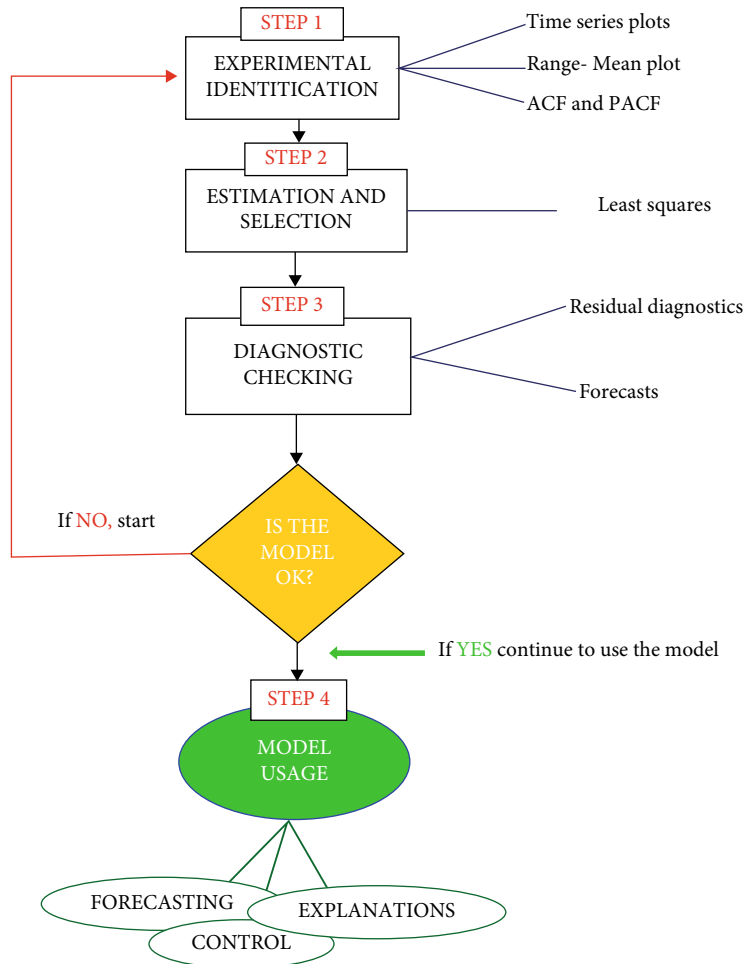 STEP 1
EXPERIMENTAL
IDENTITICATION
Time series plots
Range- Mean plot
ACF and PACF
STEP 2
ESTIMATION AND
SELECTION
Least squares
STEP 3
DIAGNOSTIC
CHECKING
Residual diagnostics
Forecasts
If NO, start
IS THE
MODEL
OK?
If YES continue to use the model
STEP 4
MODEL
USAGE
FORECASTING
EXPLANATIONS
CONTROL